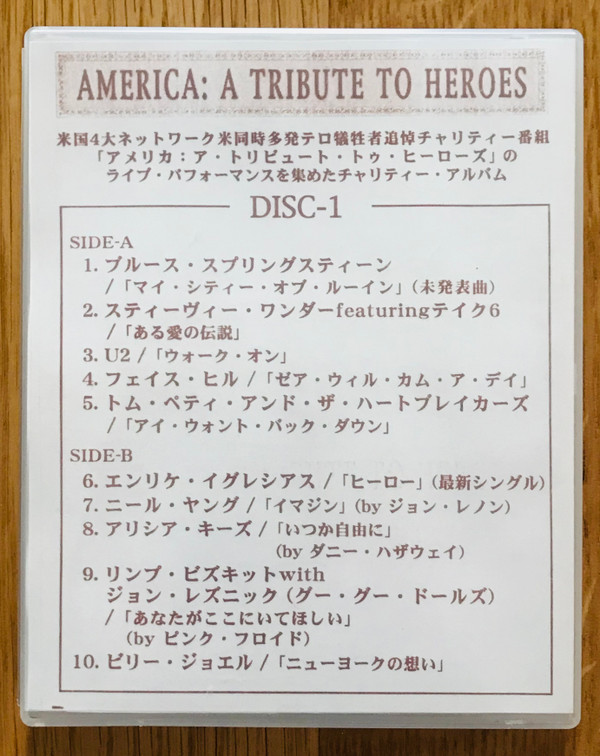 AMERICA: A TRIBUTE TO HEROES
米国4大ネットワーク米同時多発テロ犠牲者追悼チャリティー番組
「アメリカ:ア・トリビュート・トゥ・ヒーローズ」の
ライブ・パフォーマンスを集めたチャリティー・アルバム
DISC-1
SIDE-A
1. ブルース・スプリングスティーン
/「マイ・シティー・オブ・ルーイン」(未発表曲)
2. スティーヴィー・ワンダーfeaturingテイク6
/「ある愛の伝説」
3. U2 /「ウォーク・オン」
4. フェイス・ヒル /「ゼア・ウィル・カム・ア・デイ」
5. トム・ペティ・アンド・ザ・ハートブレイカーズ
/「アイ・ウォント・バック・ダウン」
SIDE-B
6. エンリケ・イグレシアス /「ヒーロー」(最新シングル)
7. ニール・ヤング /「イマジン」(by ジョン・レノン)
8. アリシア・キーズ /「いつか自由に」
(by ダニー・ハザウェイ)
9. リンプ・ビズキットwith
ジョン・レズニック (グー・グー・ドールズ)
/「あなたがここにいてほしい」
(by ピンク・フロイド)
10. ビリー・ジョエル /「ニューヨークの想い」